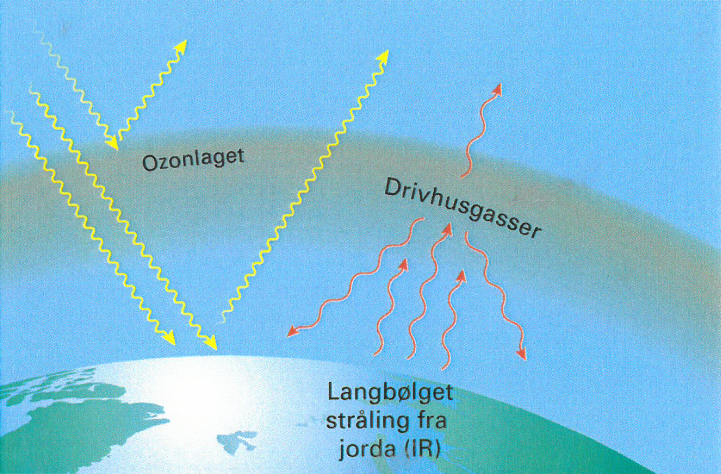 Ozonlaget
Drivhusgasser
Langbølget
stråling fra
jorda (IR)